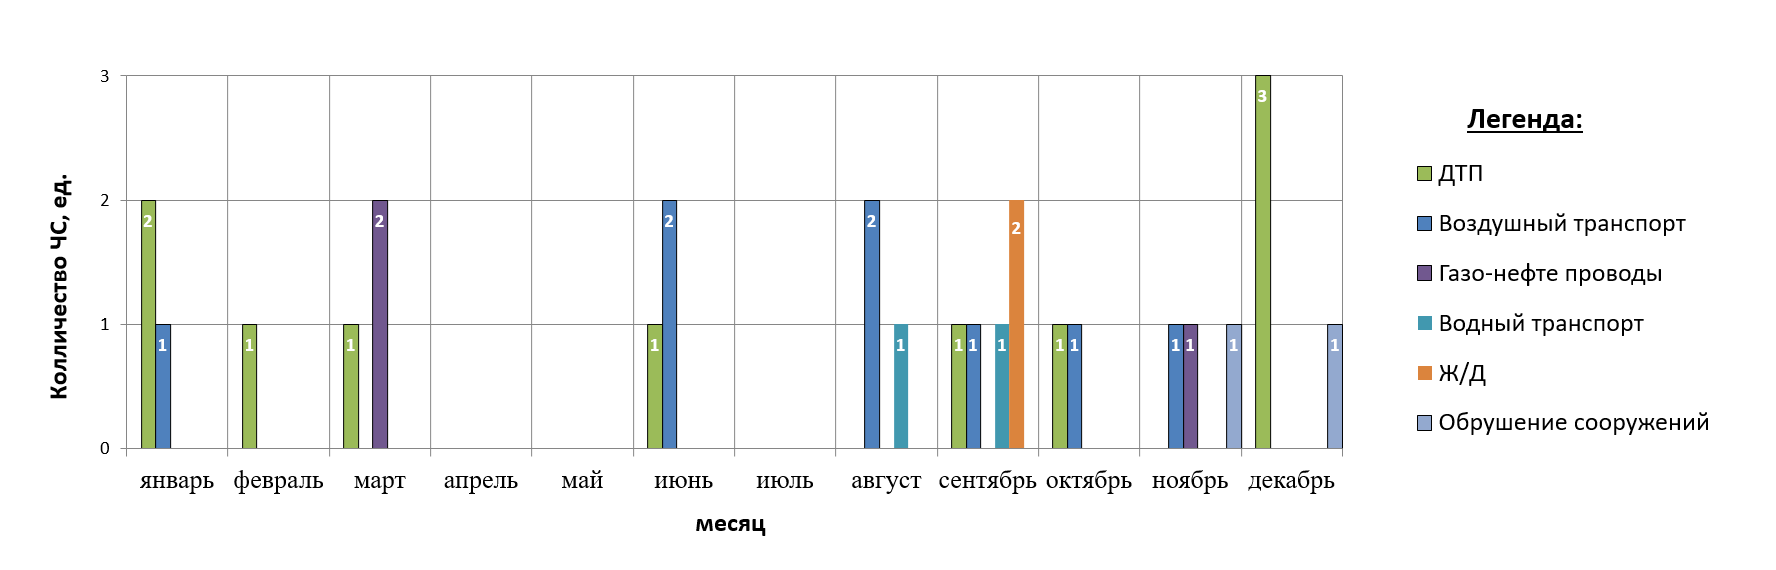 3
2
1
0
Колличество ЧС, ед.
2
1
1
1
2
1
2
2
1
1
1
1
2
1
1
1
1
1
3
1
январь февраль март апрель май июнь июль август сентябрь октябрь ноябрь декабрь
месяц
Легенда:
ДТП
Воздушный транспорт
Газо-нефте проводы
Водный транспорт
Ж/Д
Обрушение сооружений